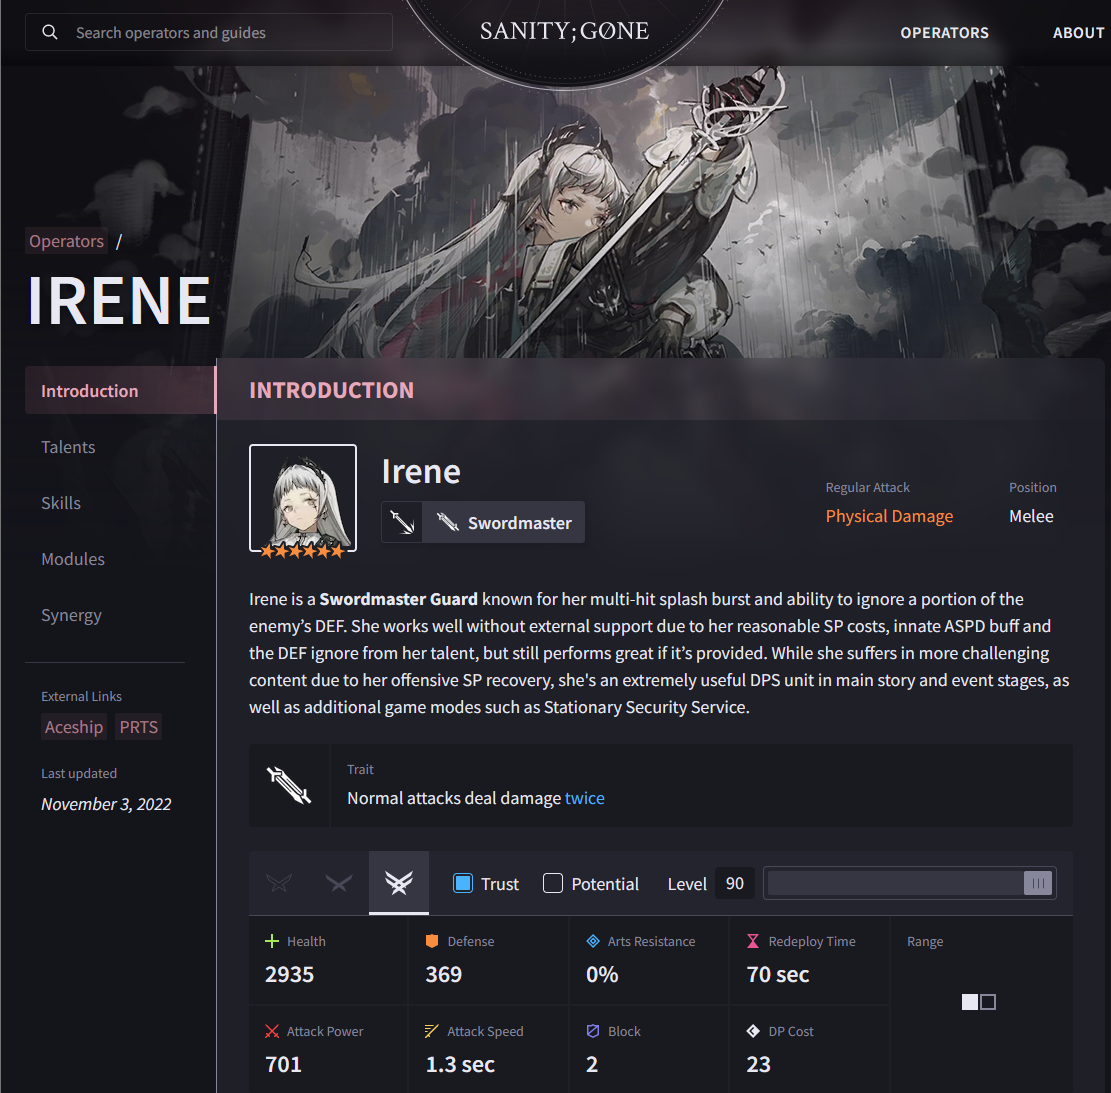 Search operators and guides
SANITY;GØNE
OPERATORS
ABOUT
Operators /
IRENE
Introduction
Talents
Skills
Modules
Synergy
External Links
Aceship PRTS
Last updated
November 3, 2022
INTRODUCTION
Irene
Swordmaster
Regular Attack
Physical Damage
Position
Melee
Irene is a Swordmaster Guard known for her multi-hit splash burst and ability to ignore a portion of the
enemy’s DEF. She works well without external support due to her reasonable SP costs, innate ASPD buff and
the DEF ignore from her talent, but still performs great if it’s provided. While she suffers in more challenging
content due to her offensive SP recovery, she's an extremely useful DPS unit in main story and event stages, as
well as additional game modes such as Stationary Security Service.
Trait
Normal attacks deal damage twice
Trust Potential Level 90
Health
2935
Defense
369
Arts Resistance
0%
Redeploy Time
70 sec
Range
Attack Power
701
Attack Speed
1.3 sec
Block
2
DP Cost
23